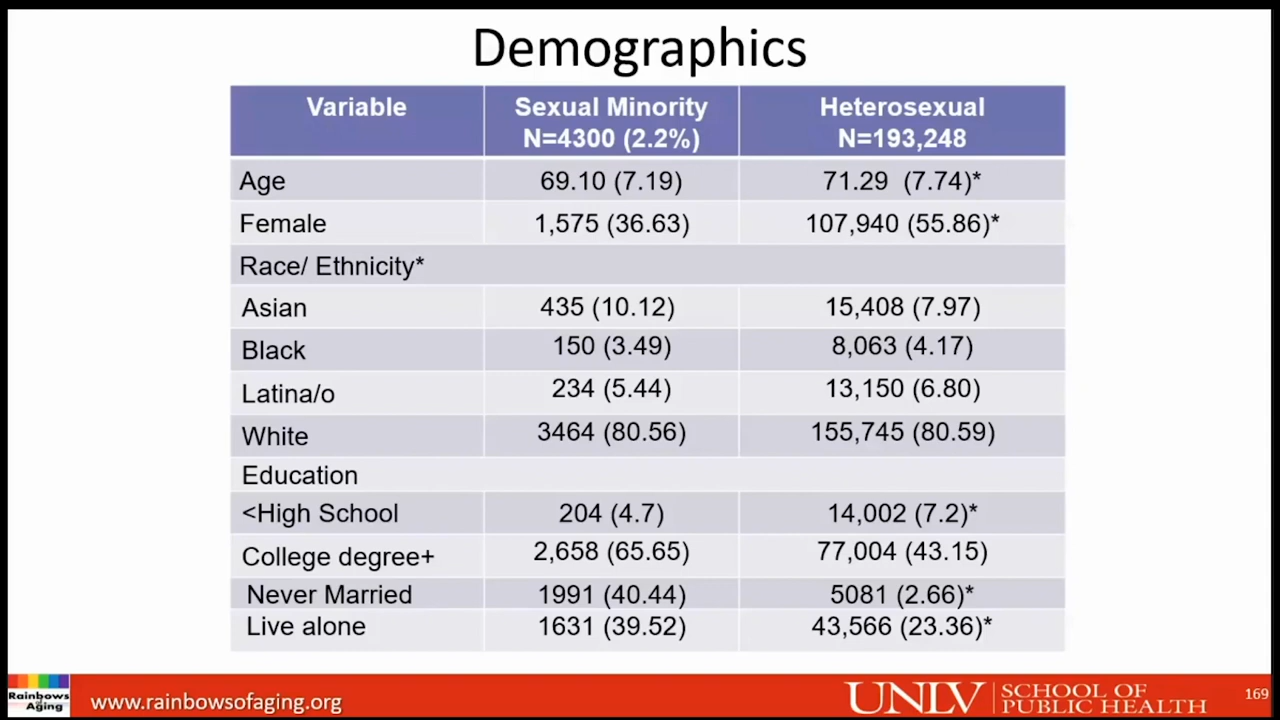 Demographics
Variable Sexual Minority N=4300 (2.2%) Heterosexual N=193,248
Age 69.10 (7.19) 71.29 (7.74)*
Female 1,575 (36.63) 107,940 (55.86)*
Race/ Ethnicity*
Asian 435 (10.12) 15,408 (7.97)
Black 150 (3.49) 8,063 (4.17)
Latina/o 234 (5.44) 13,150 (6.80)
White 3464 (80.56) 155,745 (80.59)
Education
<High School 204 (4.7) 14,002 (7.2)*
College degree+ 2,658 (65.65) 77,004 (43.15)
Never Married 1991 (40.44) 5081 (2.66)*
Live alone 1631 (39.52) 43,566 (23.36)*
Rainbows
of
Aging
www.rainbowsofaging.org
UNLV
SCHOOL OF
PUBLIC HEALTH
169